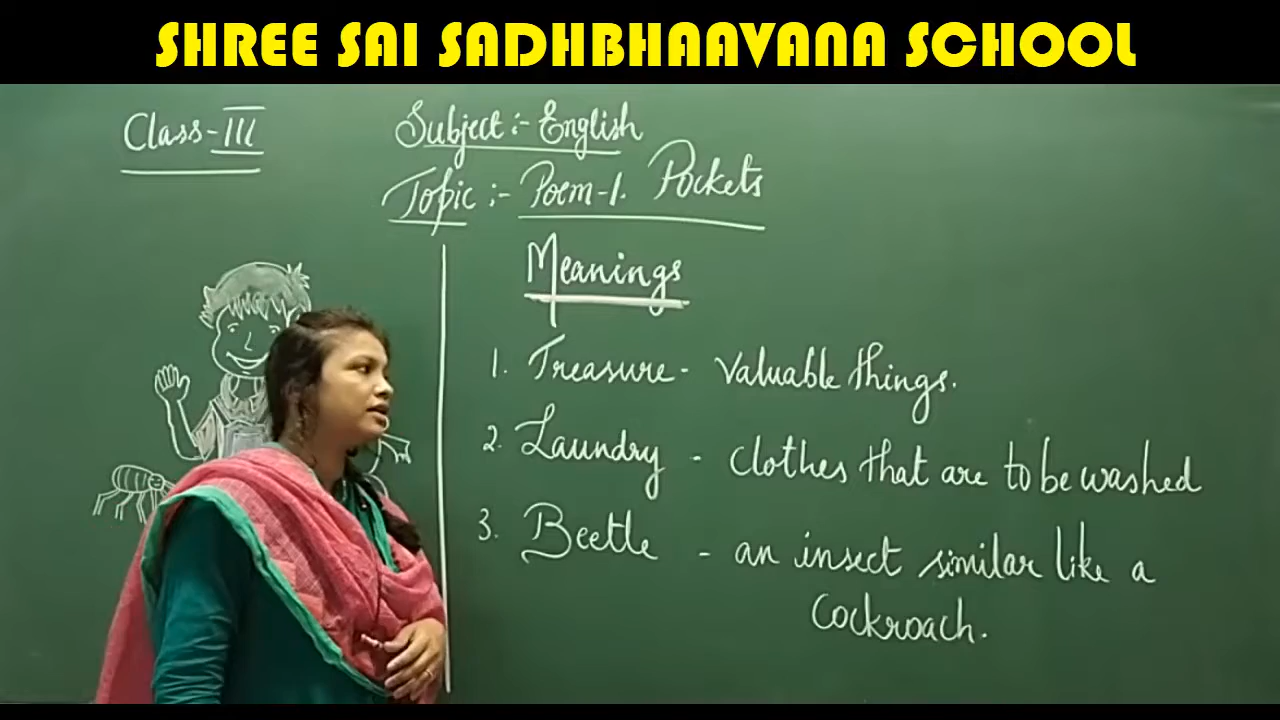 SHREE SAI SADHBHAAVANA SCHOOL
Class-III
Subject:- English
Topic:- Poem-1. Pockets
Meanings
1. Treasure - valuable things.
2. Laundry - clothes that are to be washed
3. Beetle - an insect similar like a
cockroach.